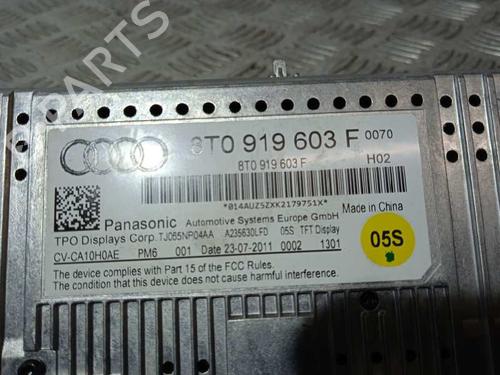 B PARTS
8T0 919 603 F 0070
8T0 919 603 F H02
*014AUZ5ZXK2179751X*
Panasonic Automotive Systems Europe GmbH
Made in China
TPO Displays Corp. TJ065NP04AA A235630LFD 05S TFT Display
CV-CA10H0AE PM6 001 Date 23-07-2011 0002 1301
05S
The device complies with Part 15 of the FCC Rules.
The condition that this device does not cause harmful interference.